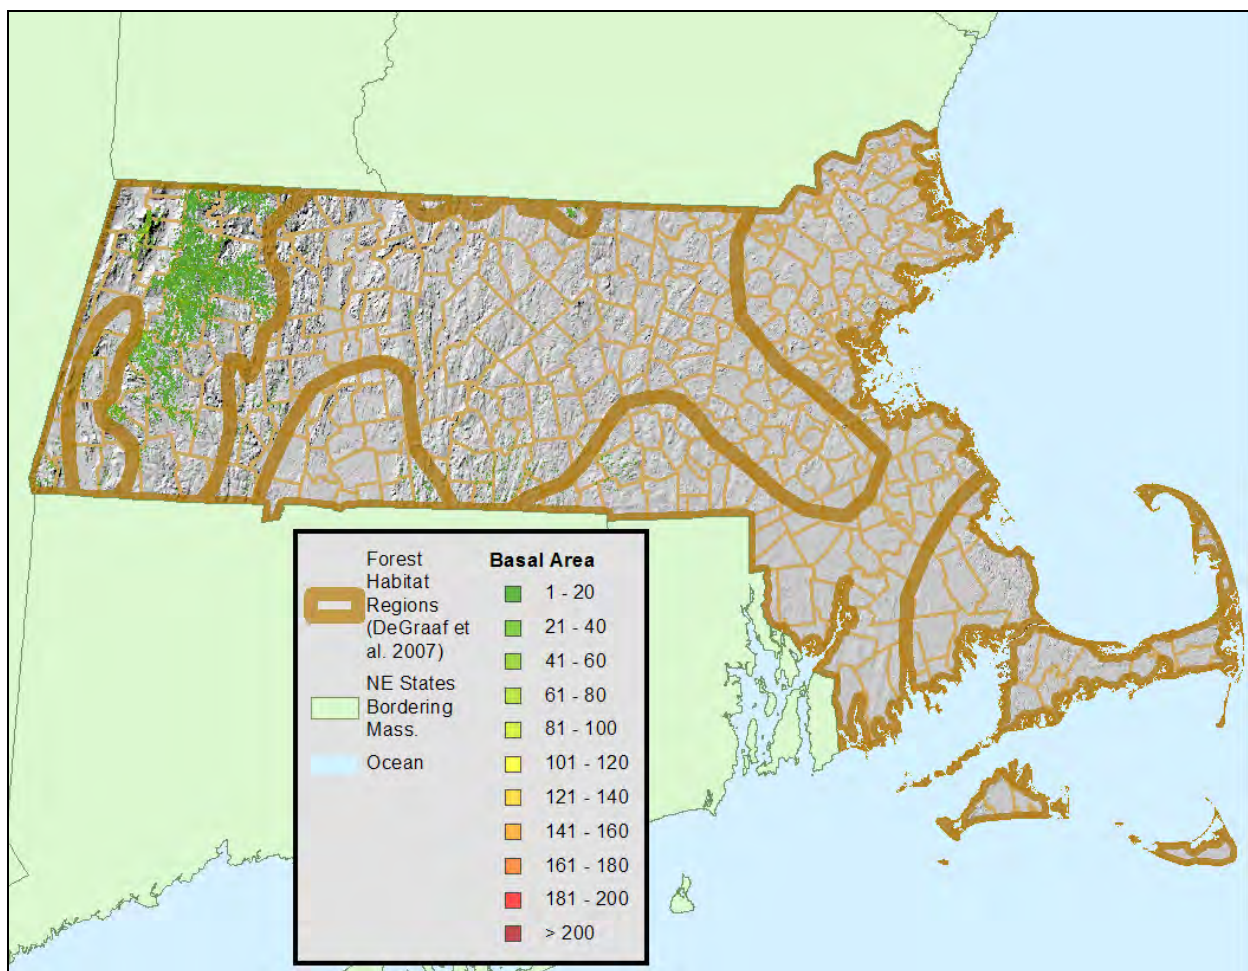 Forest
Habitat
Regions
(DeGraaf et
al. 2007)
NE States
Bordering
Mass.
Ocean
Basal Area
1 - 20
21 - 40
41 - 60
61 - 80
81 - 100
101 - 120
121 - 140
141 - 160
161 - 180
181 - 200
> 200